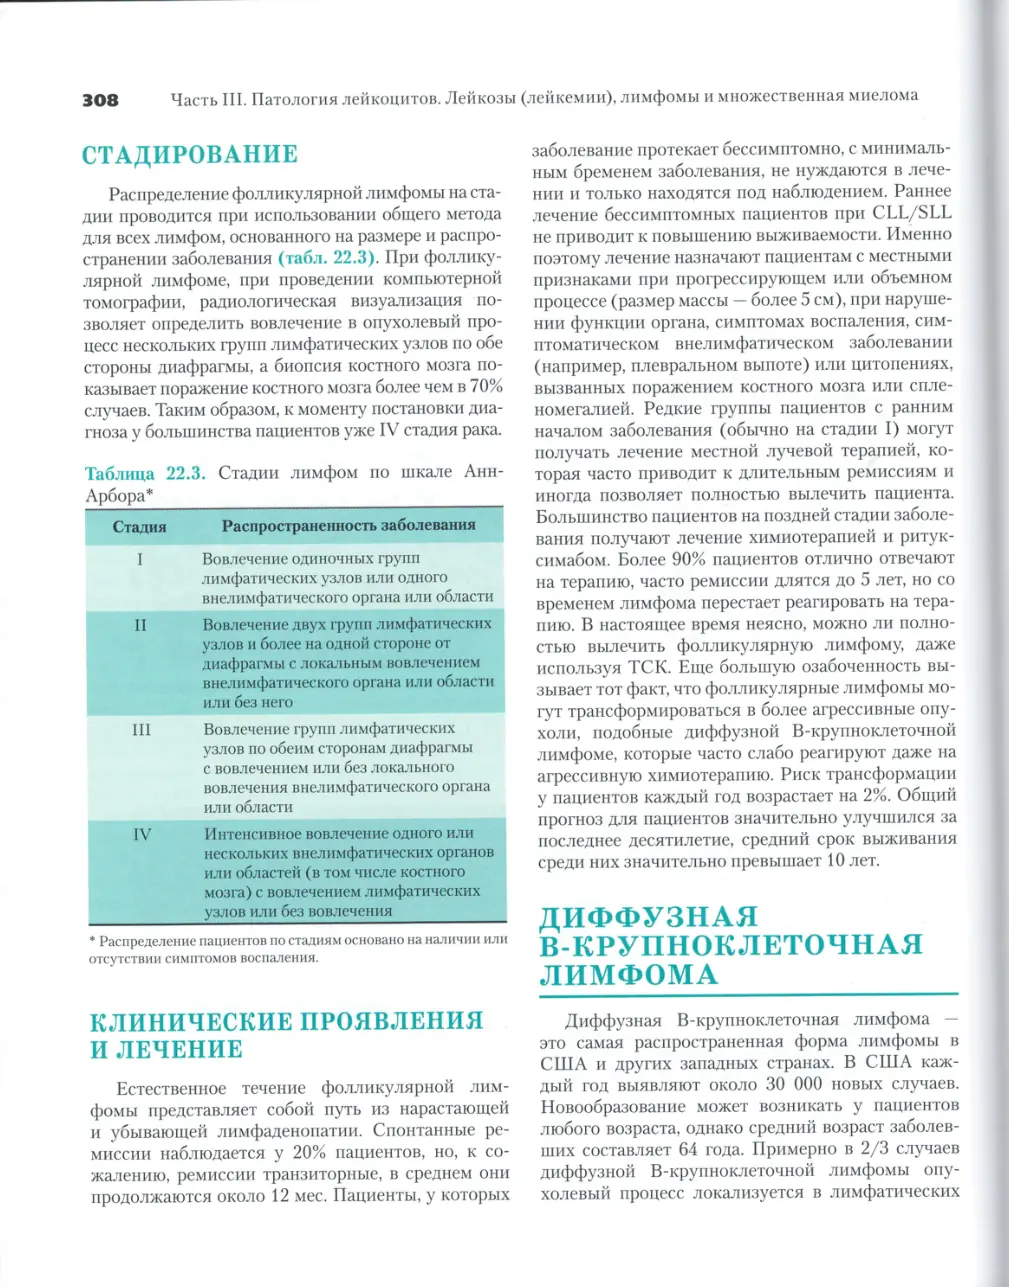 308 Часть III. Патология лейкоцитов. Лейкозы (лейкемии), лимфомы и множественная миелома
СТАДИРОВАНИЕ
Распределение фолликулярной лимфомы на ста-
дии проводится при использовании общего метода
для всех лимфом, основанного на размере и распро-
странении заболевания (табл. 22.3). При фоллику-
лярной лимфоме, при проведении компьютерной
томографии, радиологическая визуализация по-
зволяет определить вовлечение в опухолевый про-
цесс нескольких групп лимфатических узлов по обе
стороны диафрагмы, а биопсия костного мозга по-
казывает поражение костного мозга более чем в 70%
случаев. Таким образом, к моменту постановки диа-
гноза у большинства пациентов уже IV стадия рака.
Таблица 22.3. Стадии лимфом по шкале Анн-
Арбора*
Стадия Распространенность заболевания
I Вовлечение одиночных групп
лимфатических узлов или одного
внелимфатического органа или области
II Вовлечение двух групп лимфатических
узлов и более на одной стороне от
диафрагмы с локальным вовлечением
внелимфатического органа или области
или без него
III Вовлечение групп лимфатических
узлов по обеим сторонам диафрагмы
с вовлечением или без локального
вовлечения внелимфатического органа
или области
IV Интенсивное вовлечение одного или
нескольких внелимфатических органов
или областей (в том числе костного
мозга) с вовлечением лимфатических
узлов или без вовлечения
* Распределение пациентов по стадиям основано на наличии или
отсутствии симптомов воспаления.
КЛИНИЧЕСКИЕ ПРОЯВЛЕНИЯ
И ЛЕЧЕНИЕ
Естественное течение фолликулярной лим-
фомы представляет собой путь из нарастающей
и убывающей лимфаденопатии. Спонтанные ре-
миссии наблюдается у 20% пациентов, но, к со-
жалению, ремиссии транзиторные, в среднем они
продолжаются около 12 мес. Пациенты, у которых
заболевание протекает бессимптомно, с минималь-
ным бременем заболевания, не нуждаются в лече-
нии и только находятся под наблюдением. Раннее
лечение бессимптомных пациентов при CLL/SLL
не приводит к повышению выживаемости. Именно
поэтому лечение назначают пациентам с местными
признаками при прогрессирующем или объемном
процессе (размер массы — более 5 см), при наруше-
нии функции органа, симптомах воспаления, сим-
птоматическом внелимфатическом заболевании
(например, плевральном выпоте) или цитопениях,
вызванных поражением костного мозга или спле-
номегалией. Редкие группы пациентов с ранним
началом заболевания (обычно на стадии I) могут
получать лечение местной лучевой терапией, ко-
торая часто приводит к длительным ремиссиям и
иногда позволяет полностью вылечить пациента.
Большинство пациентов на поздней стадии заболе-
вания получают лечение химиотерапией и ритук-
симабом. Более 90% пациентов отлично отвечают
на терапию, часто ремиссии длятся до 5 лет, но со
временем лимфома перестает реагировать на тера-
пию. В настоящее время неясно, можно ли полно-
стью вылечить фолликулярную лимфому, даже
используя ТСК. Еще большую озабоченность вы-
зывает тот факт, что фолликулярные лимфомы мо-
гут трансформироваться в более агрессивные опу-
холи, подобные диффузной В-крупноклеточной
лимфоме, которые часто слабо реагируют даже на
агрессивную химиотерапию. Риск трансформации
у пациентов каждый год возрастает на 2%. Общий
прогноз для пациентов значительно улучшился за
последнее десятилетие, средний срок выживания
среди них значительно превышает 10 лет.
ДИФФУЗНАЯ
В-КРУПНОКЛЕТОЧНАЯ
ЛИМФОМА
Диффузная В-крупноклеточная лимфома —
это самая распространенная форма лимфомы в
США и других западных странах. В США каж-
дый год выявляют около 30 000 новых случаев.
Новообразование может возникать у пациентов
любого возраста, однако средний возраст заболев-
ших составляет 64 года. Примерно в 2/3 случаев
диффузной В-крупноклеточной лимфомы опу-
холевый процесс локализуется в лимфатических